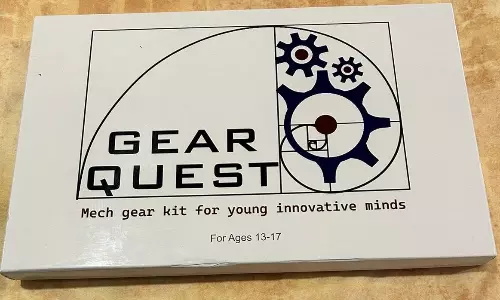 GEAR
QUEST
Mech gear kit for young innovative minds
For Ages 13-17